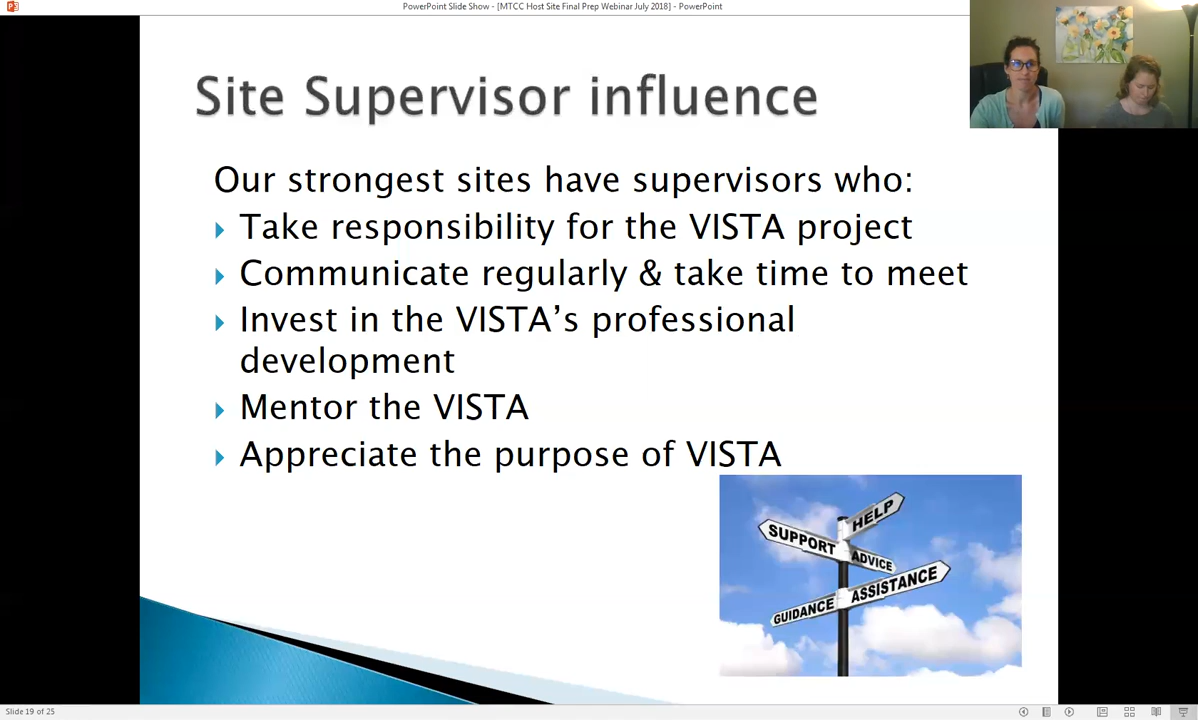 PowerPoint Slide Show - [MTCC Host Site Final Prep Webinar July 2018] - PowerPoint
Site Supervisor influence
Our strongest sites have supervisors who:
Take responsibility for the VISTA project
Communicate regularly & take time to meet
Invest in the VISTA's professional
development
Mentor the VISTA
Appreciate the purpose of VISTA
HELP
SUPPORT
ADVICE
ASSISTANCE
GUIDANCE
Slide 19 of 25